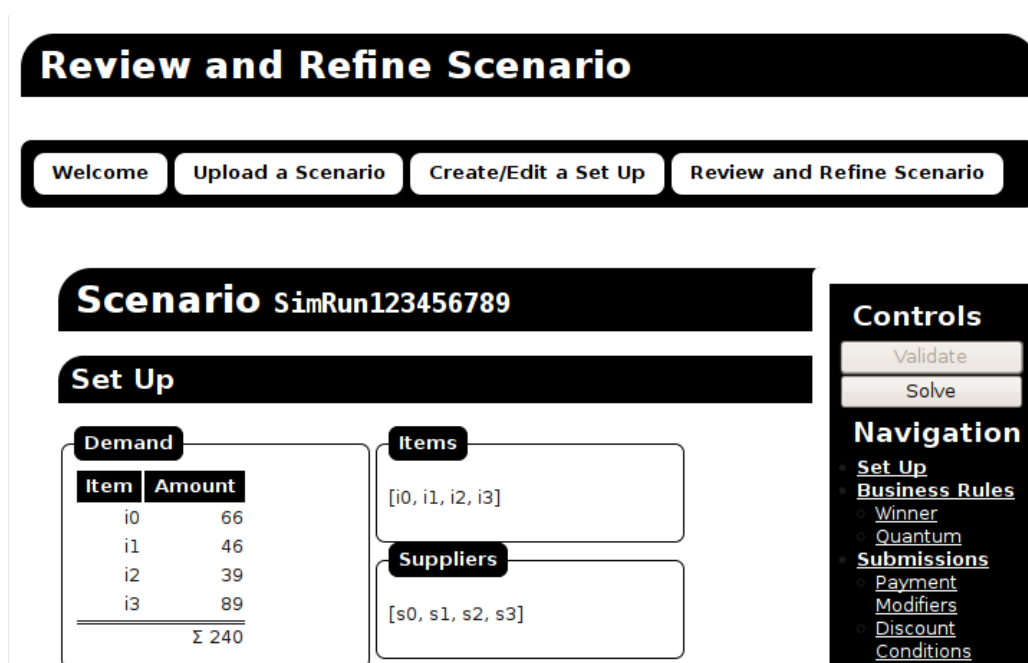 Review and Refine Scenario
Welcome Upload a Scenario Create/Edit a Set Up Review and Refine Scenario
Scenario SimRun123456789
Set Up
Demand
Item Amount
i0 66
i1 46
i2 39
i3 89
Σ 240
Items
[i0, i1, i2, i3]
Suppliers
[s0, s1, s2, s3]
Controls
Validate
Solve
Navigation
Set Up
Business Rules
Winner
Quantum
Submissions
Payment
Modifiers
Discount
Conditions